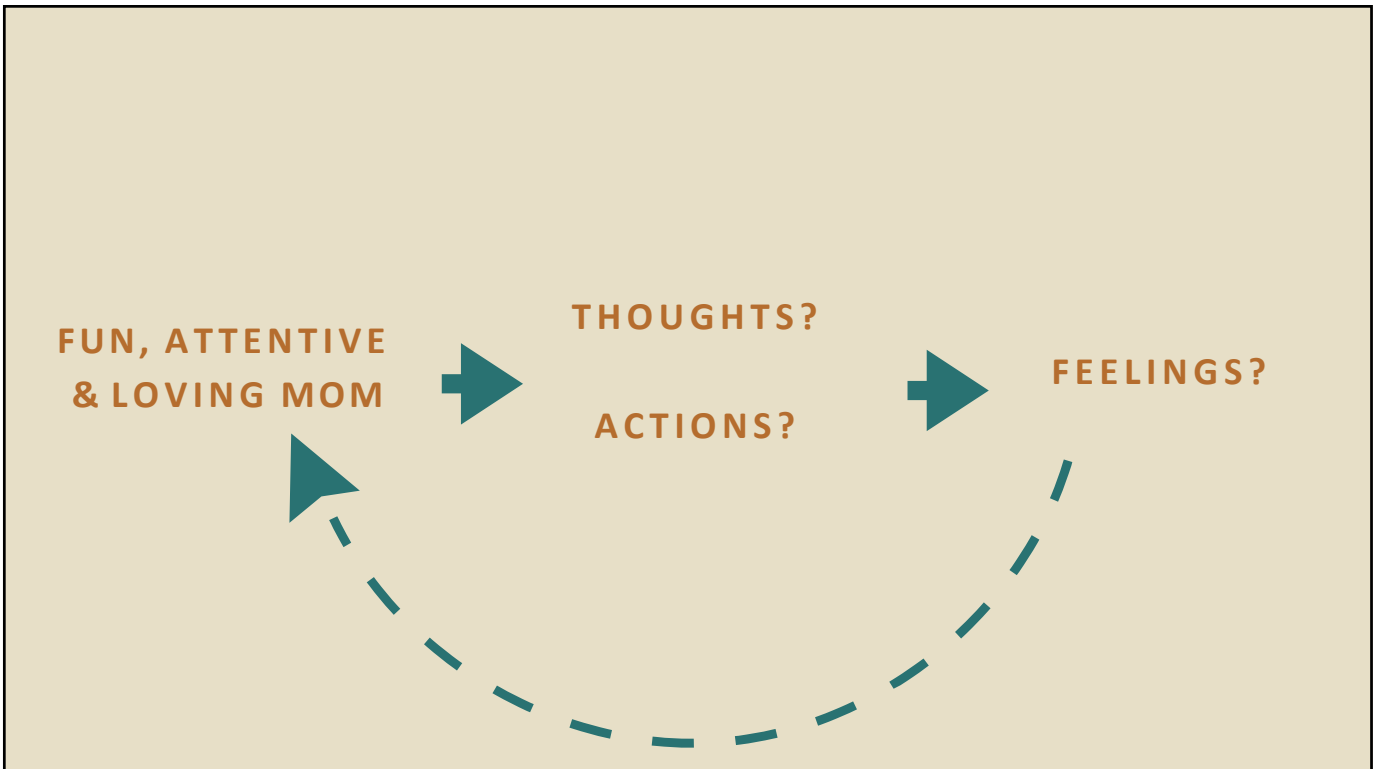 FUN, ATTENTIVE
& LOVING MOM
THOUGHTS?
ACTIONS?
FEELINGS?